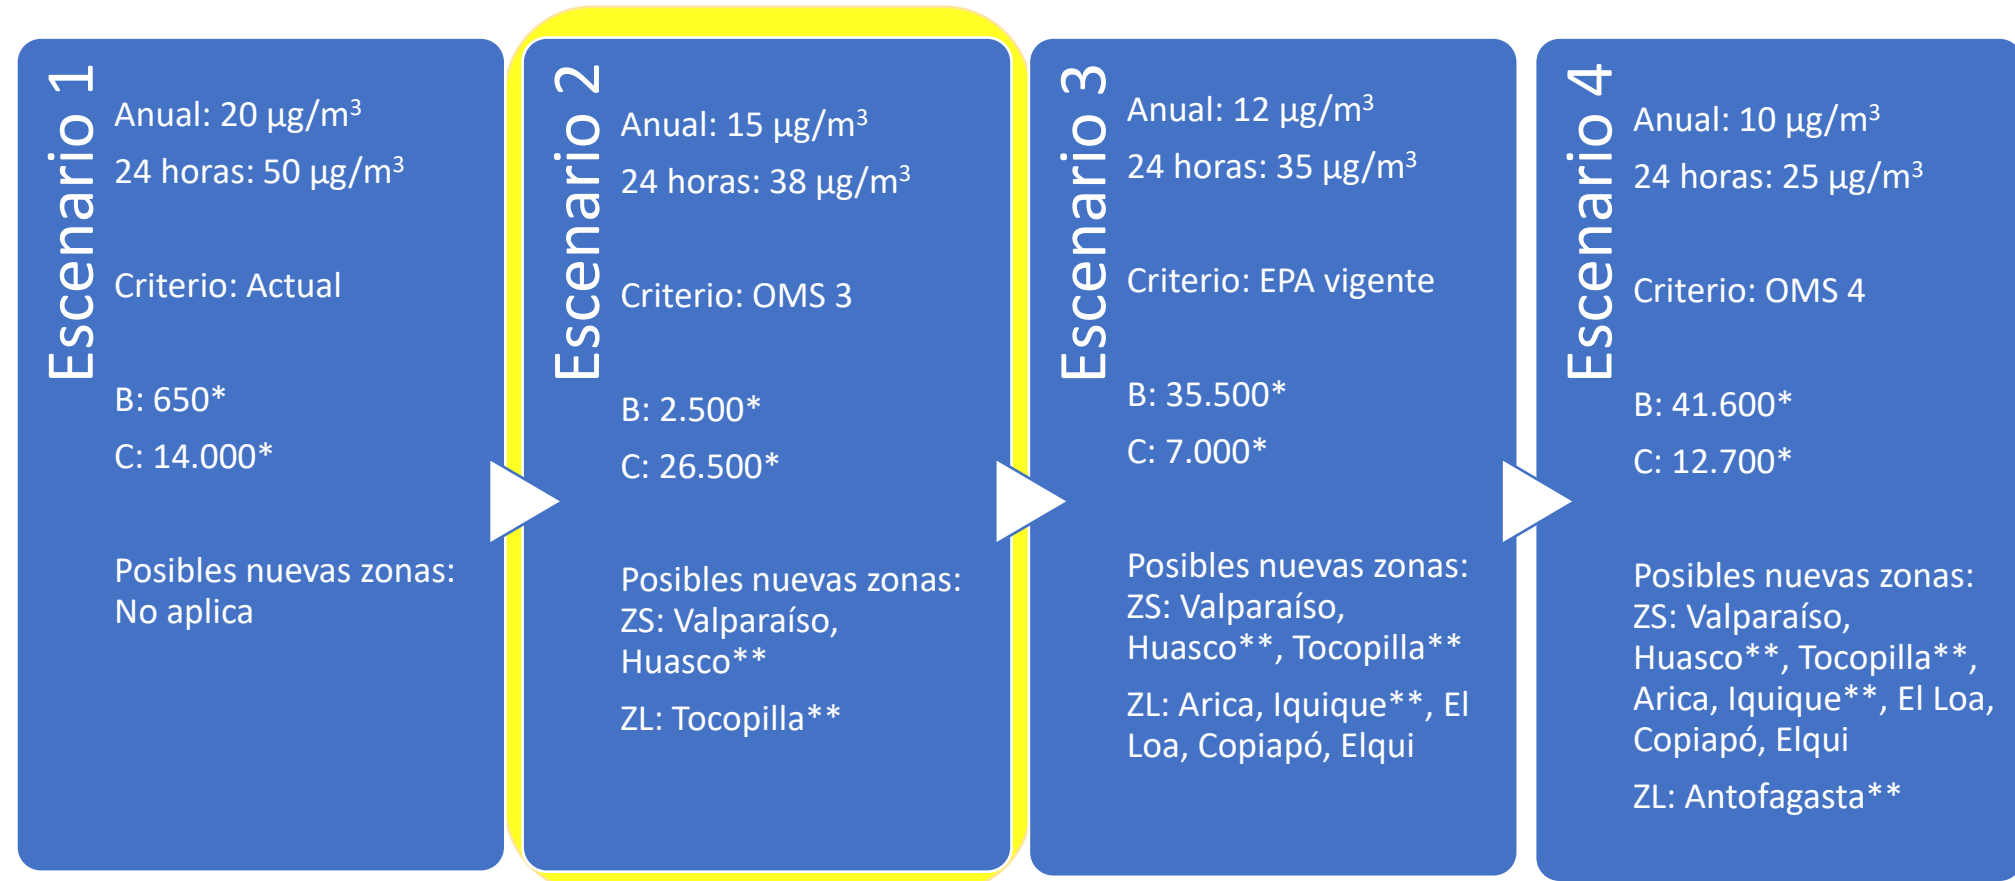 Escenario 1
Anual: 20 µg/m³
24 horas: 50 µg/m³
Criterio: Actual
B: 650*
C: 14.000*
Posibles nuevas zonas:
No aplica
Escenario 2
Anual: 15 µg/m³
24 horas: 38 µg/m³
Criterio: OMS 3
B: 2.500*
C: 26.500*
Posibles nuevas zonas:
ZS: Valparaíso,
Huasco**
ZL: Tocopilla**
Escenario 3
Anual: 12 µg/m³
24 horas: 35 µg/m³
Criterio: EPA vigente
B: 35.500*
C: 7.000*
Posibles nuevas zonas:
ZS: Valparaíso,
Huasco**, Tocopilla**
ZL: Arica, Iquique**, El
Loa, Copiapó, Elqui
Escenario 4
Anual: 10 µg/m³
24 horas: 25 µg/m³
Criterio: OMS 4
B: 41.600*
C: 12.700*
Posibles nuevas zonas:
ZS: Valparaíso,
Huasco**, Tocopilla**,
Arica, Iquique**, El Loa,
Copiapó, Elqui
ZL: Antofagasta**